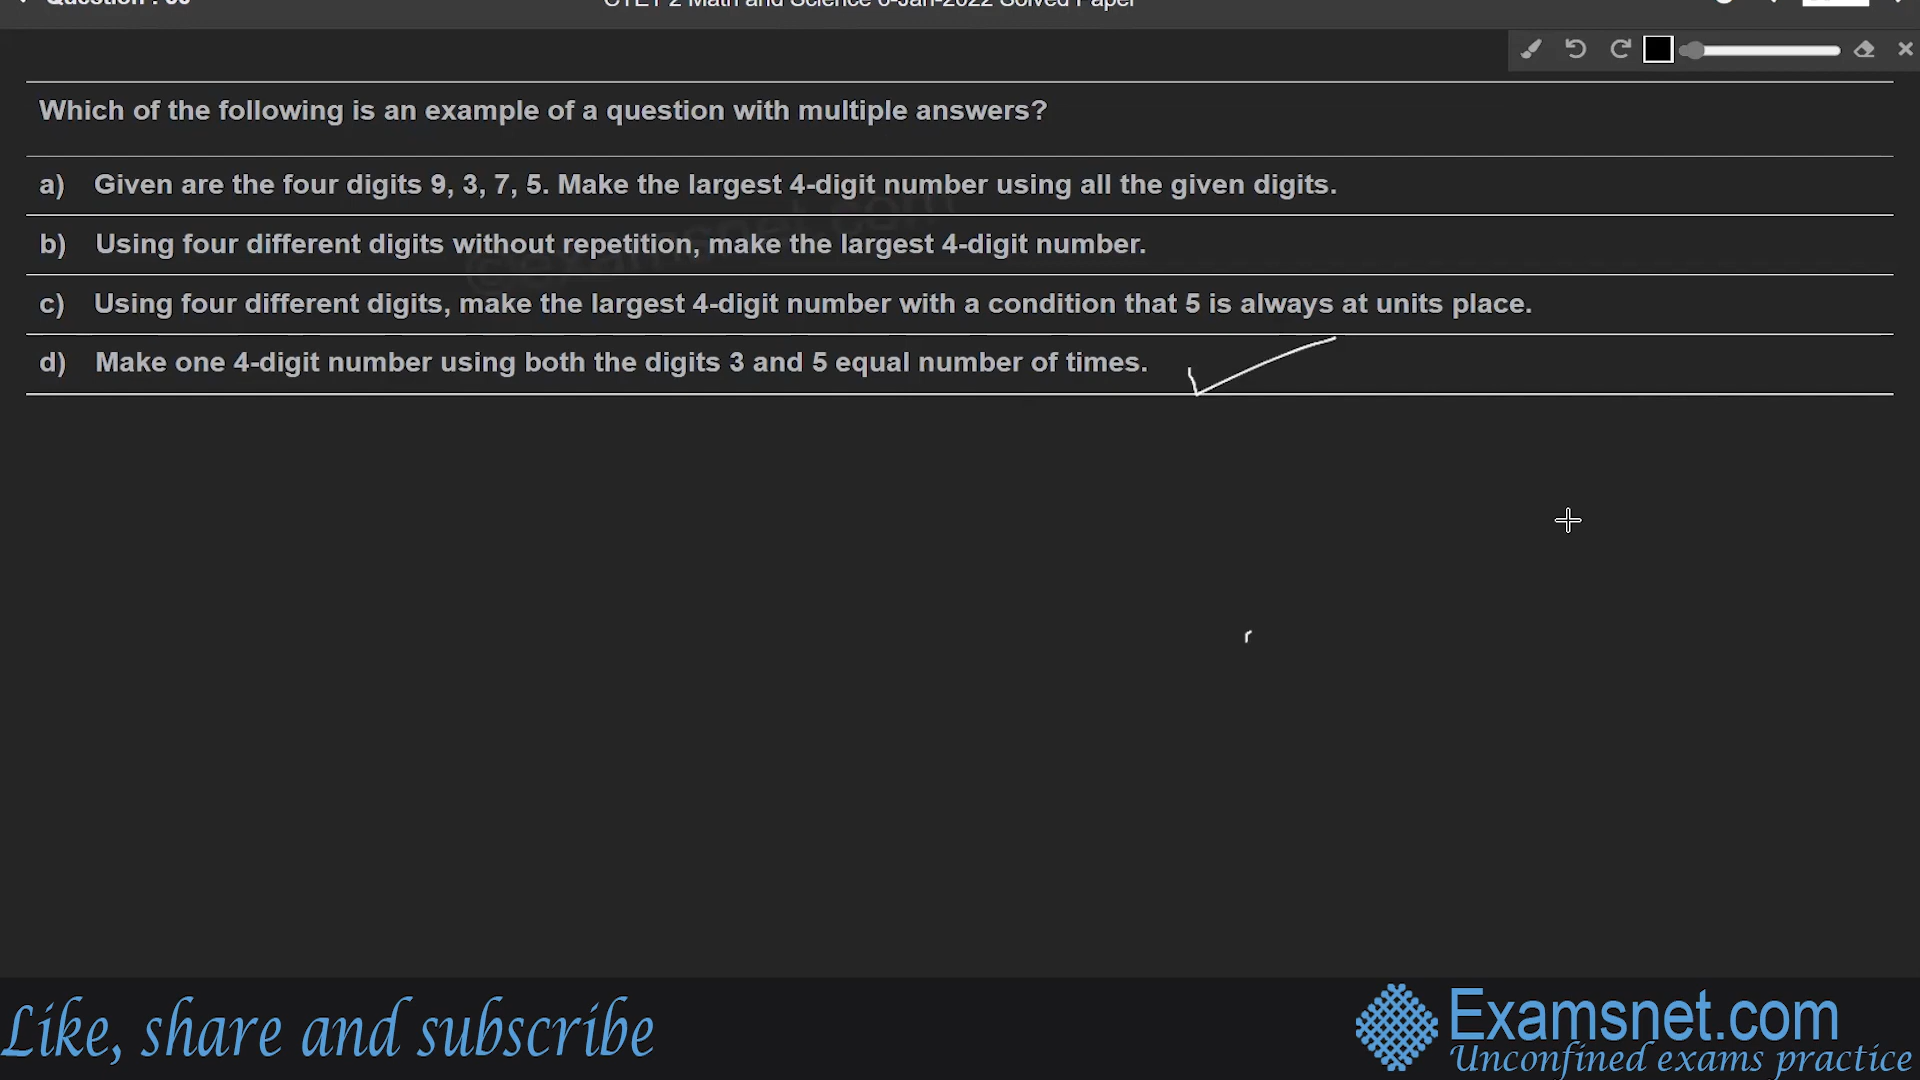 Which of the following is an example of a question with multiple answers?
a) Given are the four digits 9, 3, 7, 5. Make the largest 4-digit number using all the given digits.
b) Using four different digits without repetition, make the largest 4-digit number.
©examsnet.com
c) Using four different digits, make the largest 4-digit number with a condition that 5 is always at units place.
d) Make one 4-digit number using both the digits 3 and 5 equal number of times.
Like, share and subscribe
Examsnet.com
Unconfined exams practice